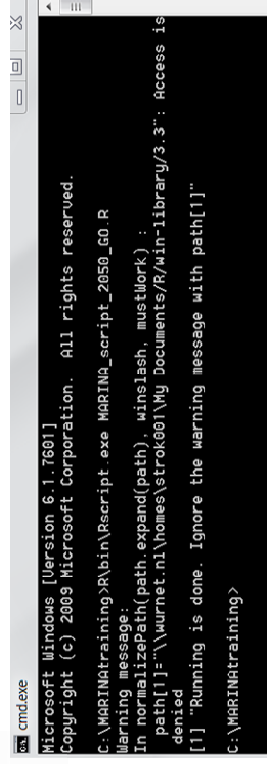 cmd.exe
Microsoft Windows [Version 6.1.7601]
Copyright (c) 2009 Microsoft Corporation.  All rights reserved.
C:\MARINAtraining>R\bin\Rscript.exe MARINA_script_2050_GO.R
Warning message:
In normalizePath(path.expand(path), winslash, mustWork) :
path[1]="\\wurnet.nl\homes\strok001\My Documents/R/win-library/3.3": Access is
denied
[1] "Running is done. Ignore the warning message with path[1]"
C:\MARINAtraining>